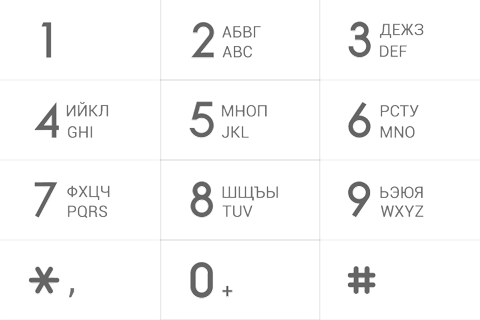 1
2 АБВГ
ABC
3 ДЕЖЗ
DEF
4 ИЙКЛ
GHI
5 МНОП
JKL
6 РСТУ
MNO
7 ФХЦЧ
PQRS
8 ШЩЪЫ
TUV
9 ЬЭЮЯ
WXYZ
* ,
0 +
#